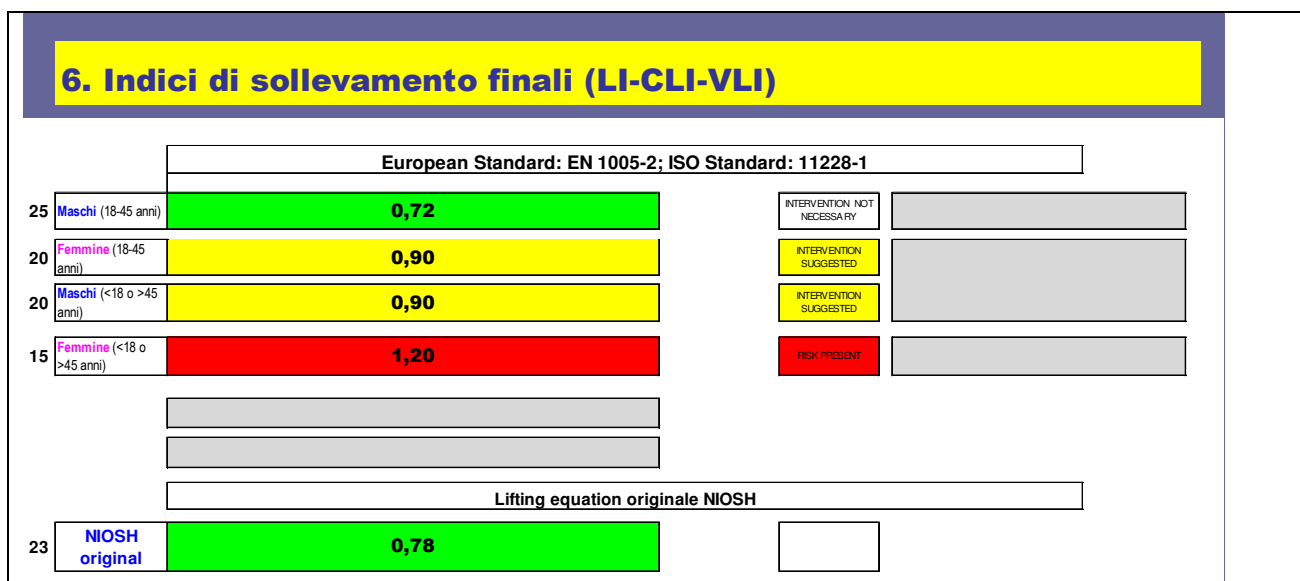 6. Indici di sollevamento finali (LI-CLI-VLI)
European Standard: EN 1005-2; ISO Standard: 11228-1
25 Maschi (18-45 anni) 0,72 INTERVENTION NOT
NECESSARY
20 Femmine (18-45
anni) 0,90 INTERVENTION
SUGGESTED
20 Maschi (<18 o >45
anni) 0,90 INTERVENTION
SUGGESTED
15 Femmine (<18 o
>45 anni) 1,20 RISK PRESENT
Lifting equation originale NIOSH
23 NIOSH
original 0,78